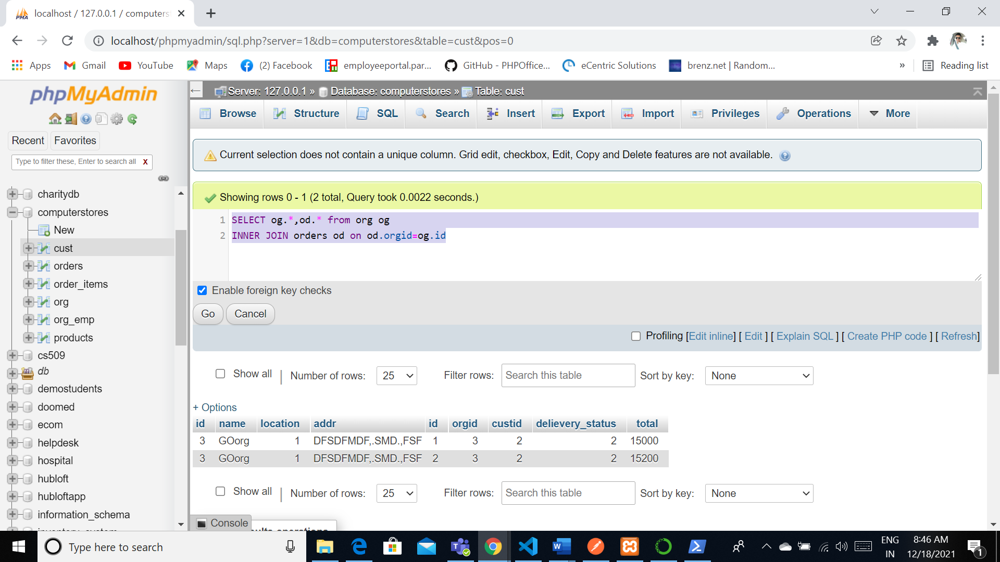 localhost / 127.0.0.1 / computers
localhost/phpmyadmin/sql.php?server=1&db=computerstores&table=cust&pos=0
Apps Gmail YouTube Maps (2) Facebook employeeportal.par... GitHub - PHPOffice... eCentric Solutions brenz.net | Random... » Reading list
phpMyAdmin
Recent Favorites
Type to filter these, Enter to search all X
charitydb
computerstores
New
cust
orders
order_items
org
org_emp
products
cs509
db
demostudents
doomed
ecom
helpdesk
hospital
hubloft
hubloftapp
information_schema
Server: 127.0.0.1 » Database: computerstores » Table: cust
Browse Structure SQL Search Insert Export Import Privileges Operations More
Current selection does not contain a unique column. Grid edit, checkbox, Edit, Copy and Delete features are not available.
Showing rows 0 - 1 (2 total, Query took 0.0022 seconds.)
1 SELECT og.*,od.* from org og
2 INNER JOIN orders od on od.orgid=og.id
Enable foreign key checks
Go Cancel
Profiling [Edit inline] [ Edit ] [ Explain SQL ] [ Create PHP code ] [ Refresh]
Show all | Number of rows: 25 Filter rows: Search this table Sort by key: None
+ Options
id name location addr id orgid custid delievery_status total
3 GOorg 1 DFSDFMDF,.SMD.,FSF 1 3 2 2 15000
3 GOorg 1 DFSDFMDF,.SMD.,FSF 2 3 2 2 15200
Show all | Number of rows: 25 Filter rows: Search this table Sort by key: None
Console
Type here to search
ENG
IN
8:46 AM
12/18/2021
1